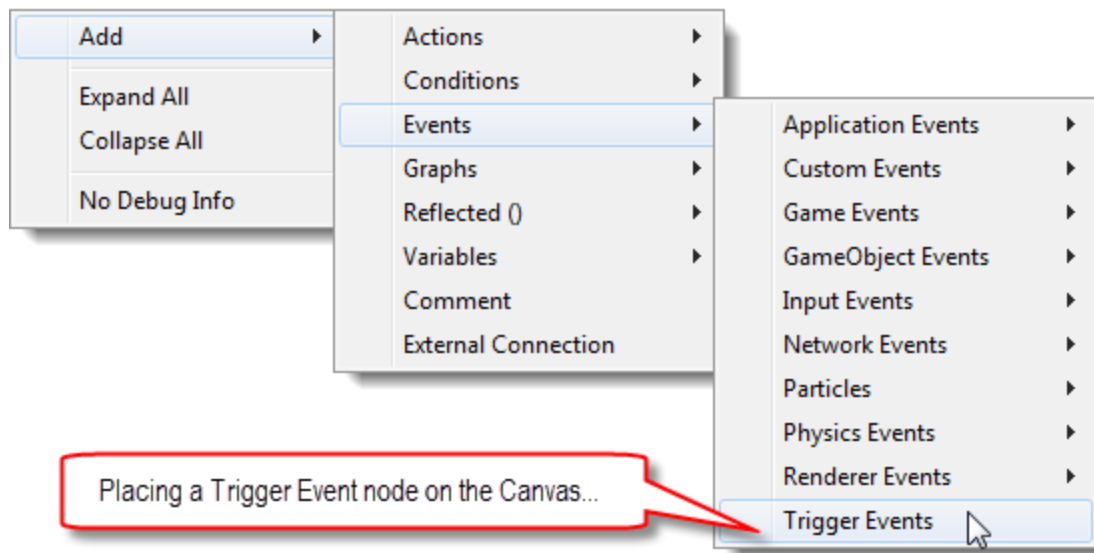 Add
Expand All
Collapse All
No Debug Info
Actions
Conditions
Events
Graphs
Reflected ()
Variables
Comment
External Connection
Application Events
Custom Events
Game Events
GameObject Events
Input Events
Network Events
Particles
Physics Events
Renderer Events
Trigger Events
Placing a Trigger Event node on the Canvas...